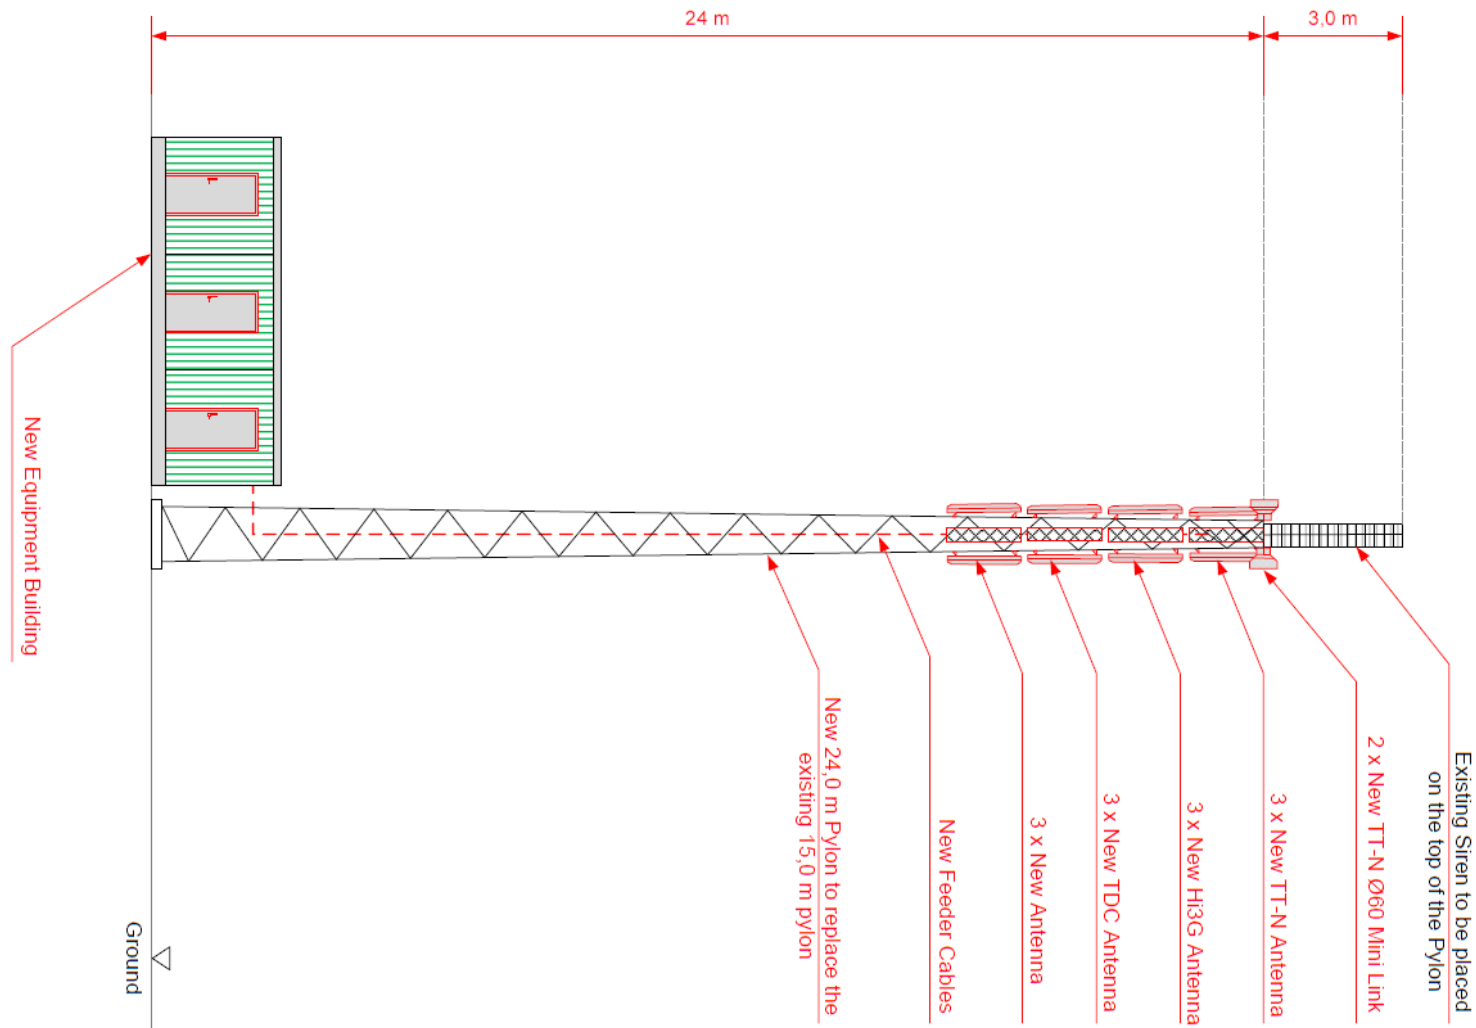 24 m
3,0 m
Existing Siren to be placed
on the top of the Pylon
2 x New TT-N Ø60 Mini Link
3 x New TT-N Antenna
3 x New Hi3G Antenna
3 x New TDC Antenna
3 x New Antenna
New Feeder Cables
New 24,0 m Pylon to replace the
existing 15,0 m pylon
New Equipment Building
Ground